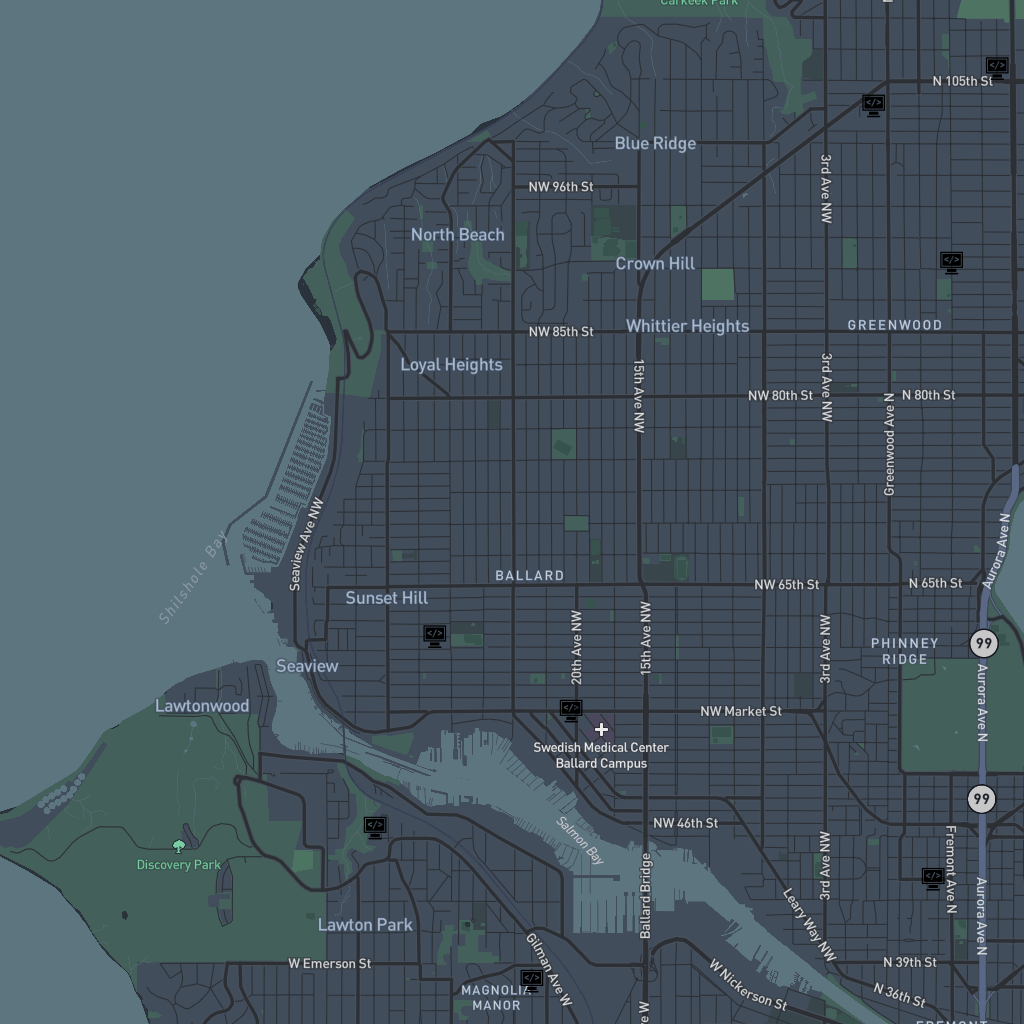 Carkeek Park
N 105th St
</>
</>
Blue Ridge
3rd Ave NW
NW 96th St
North Beach
Crown Hill
</>
Whittier Heights
GREENWOOD
NW 85th St
Loyal Heights
15th Ave NW
3rd Ave NW
NW 80th St
N 80th St
Greenwood Ave N
Seaview Ave NW
Shilshole Bay
Aurora Ave N
BALLARD
NW 65th St
N 65th St
Sunset Hill
20th Ave NW
15th Ave NW
3rd Ave NW
</>
PHINNEY
RIDGE
99
Seaview
Aurora Ave N
Lawtonwood
</>
NW Market St
Swedish Medical Center
Ballard Campus
99
NW 46th St
</>
Salmon Bay
Discovery Park
Ballard Bridge
3rd Ave NW
Fremont Ave N
</>
Aurora Ave N
Leary Way NW
Lawton Park
W Emerson St
Gilman Ave W
N 39th St
</>
MAGNOLIA
MANOR
W Nickerson St
N 36th St
FREMONT